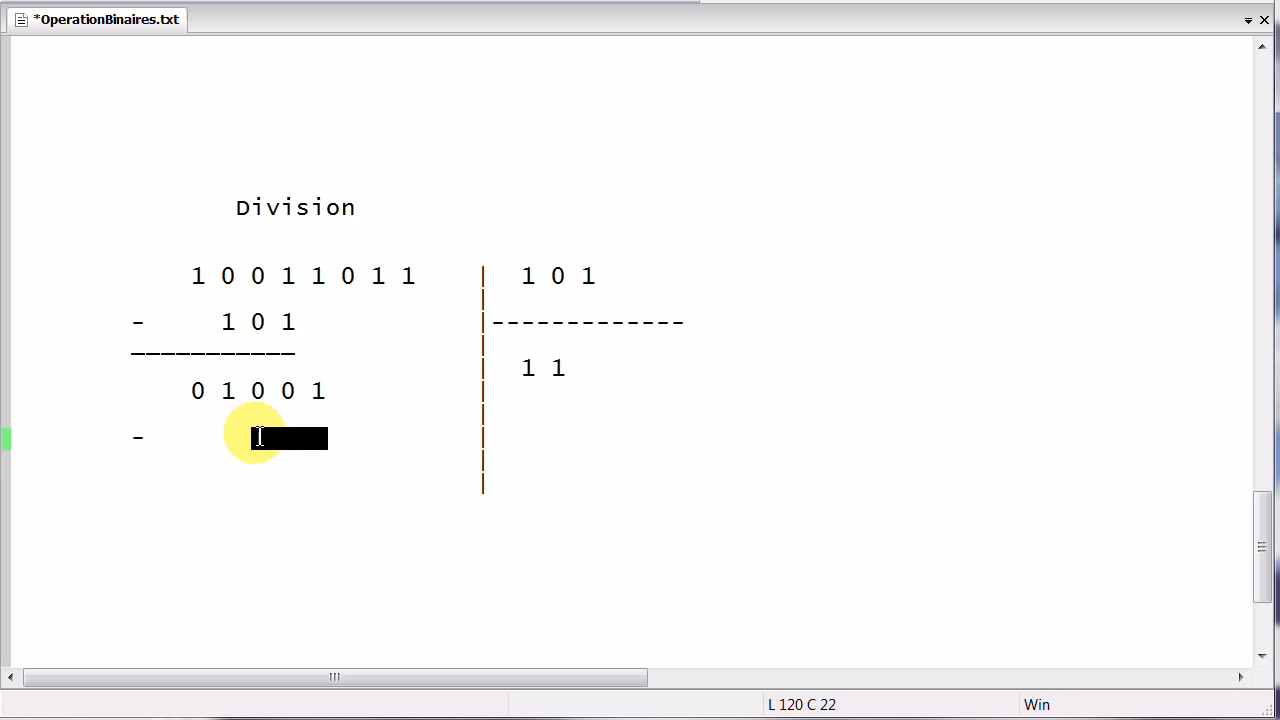 *OperationBinaires.txt
Division
1 0 0 1 1 0 1 1 | 1 0 1
- 1 0 1 |-------------
___________
1 1
0 1 0 0 1
-
L 120 C 22 Win